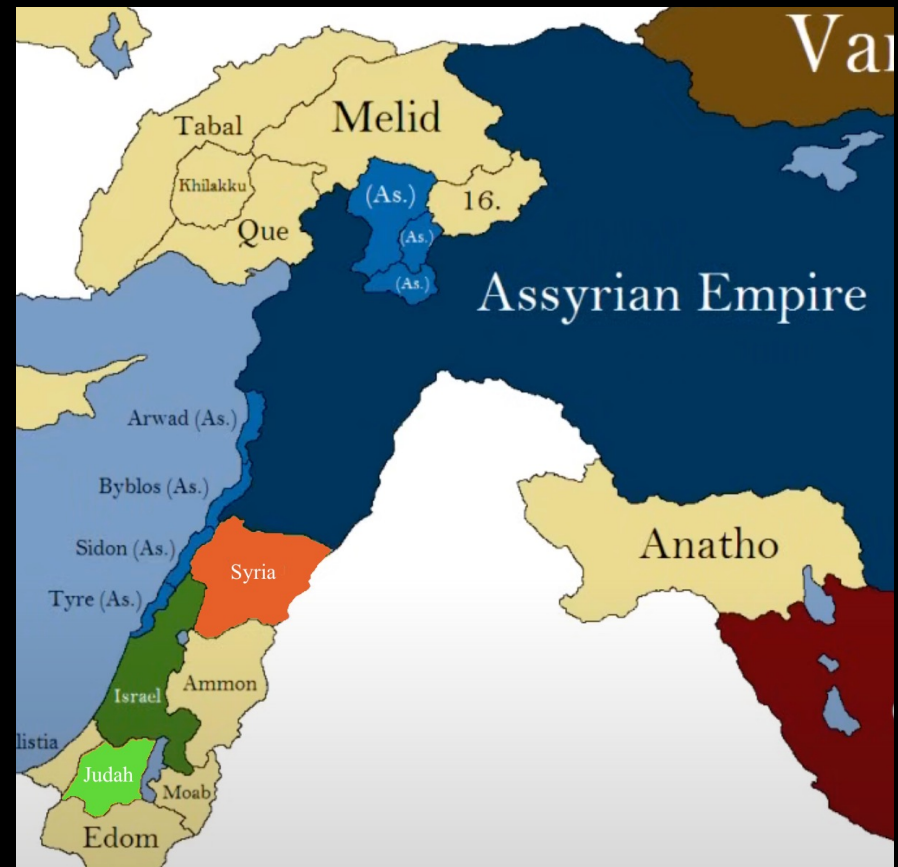 Va
Tabal
Melid
Khilakku
(As.)
16.
Que
(As.)
(As.)
Assyrian Empire
Arwad (As.)
Byblos (As.)
Anatho
Sidon (As.)
Syria
Tyre (As.)
Ammon
Israel
listia
Judah
Moab
Edom